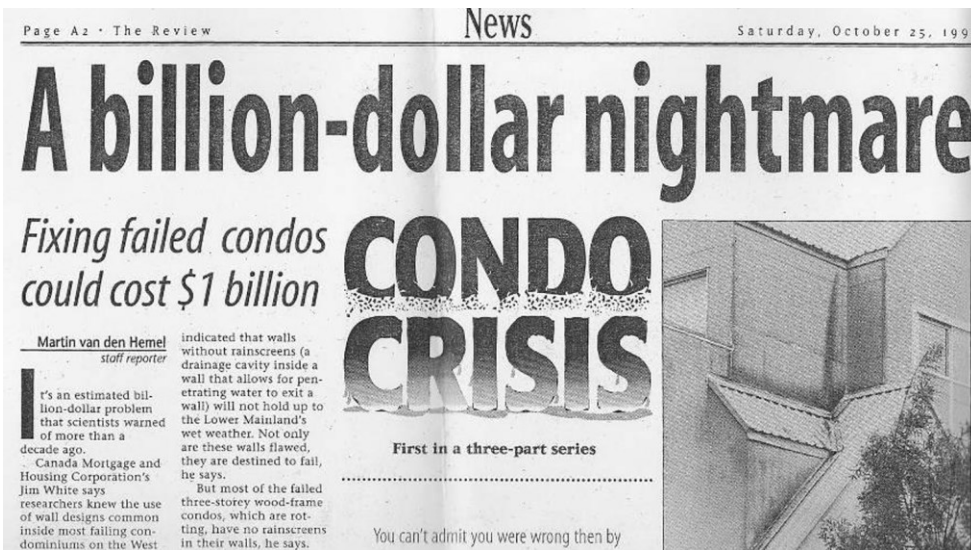 Page A2 · The Review
News
Saturday, October 25, 199
A billion-dollar nightmare
Fixing failed condos
could cost $1 billion
Martin van den Hemel
staff reporter
It's an estimated bil-
lion-dollar problem
that scientists warned
of more than a
decade ago.
Canada Mortgage and
Housing Corporation's
Jim White says
researchers knew the use
of wall designs common
inside most failing con-
dominiums on the West
indicated that walls
without rainscreens (a
drainage cavity inside a
wall that allows for pen-
etrating water to exit a
wall) will not hold up to
the Lower Mainland's
wet weather. Not only
are these walls flawed,
they are destined to fail,
he says.
But most of the failed
three-storey wood-frame
condos, which are rot-
ting, have no rainscreens
in their walls, he says.
CONDO
CRISIS
First in a three-part series
You can't admit you were wrong then by